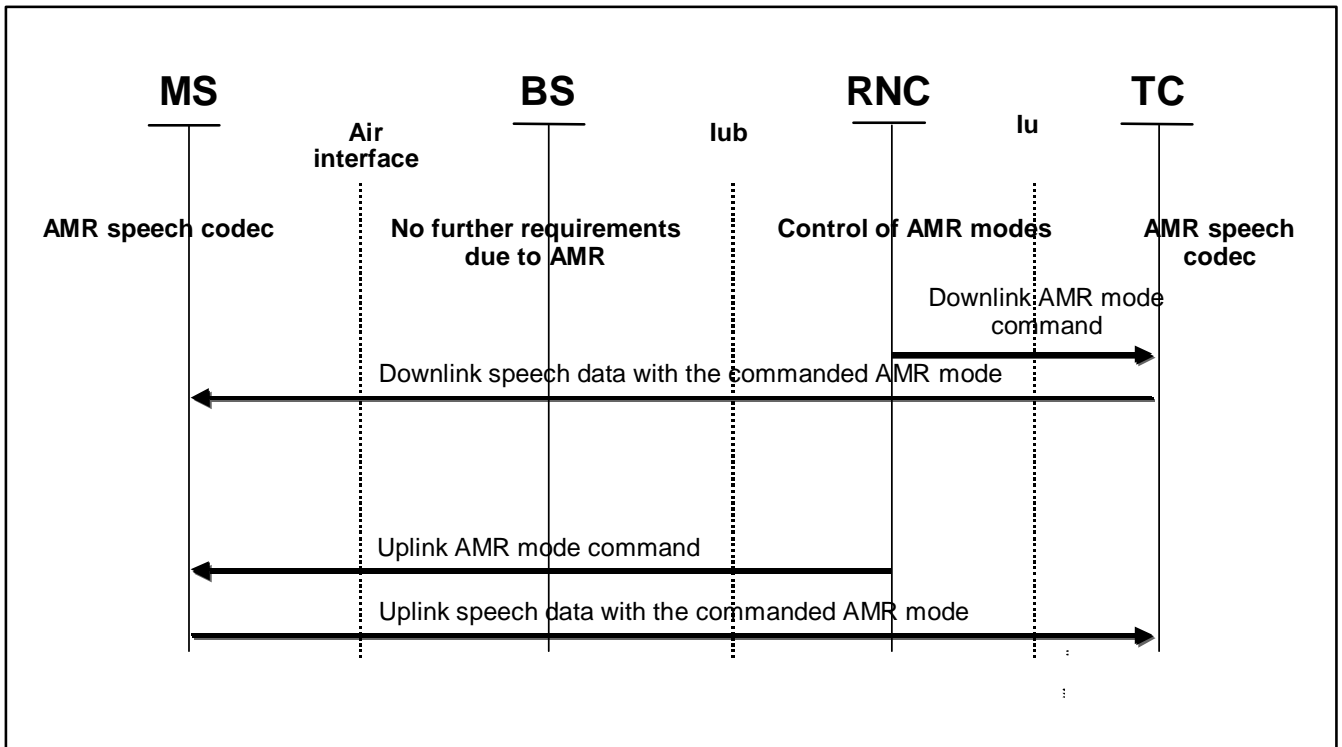 MS
BS
RNC
TC
Air
interface
Iub
Iu
AMR speech codec
No further requirements
due to AMR
Control of AMR modes
AMR speech
codec
Downlink AMR mode
command
Downlink speech data with the commanded AMR mode
Uplink AMR mode command
Uplink speech data with the commanded AMR mode